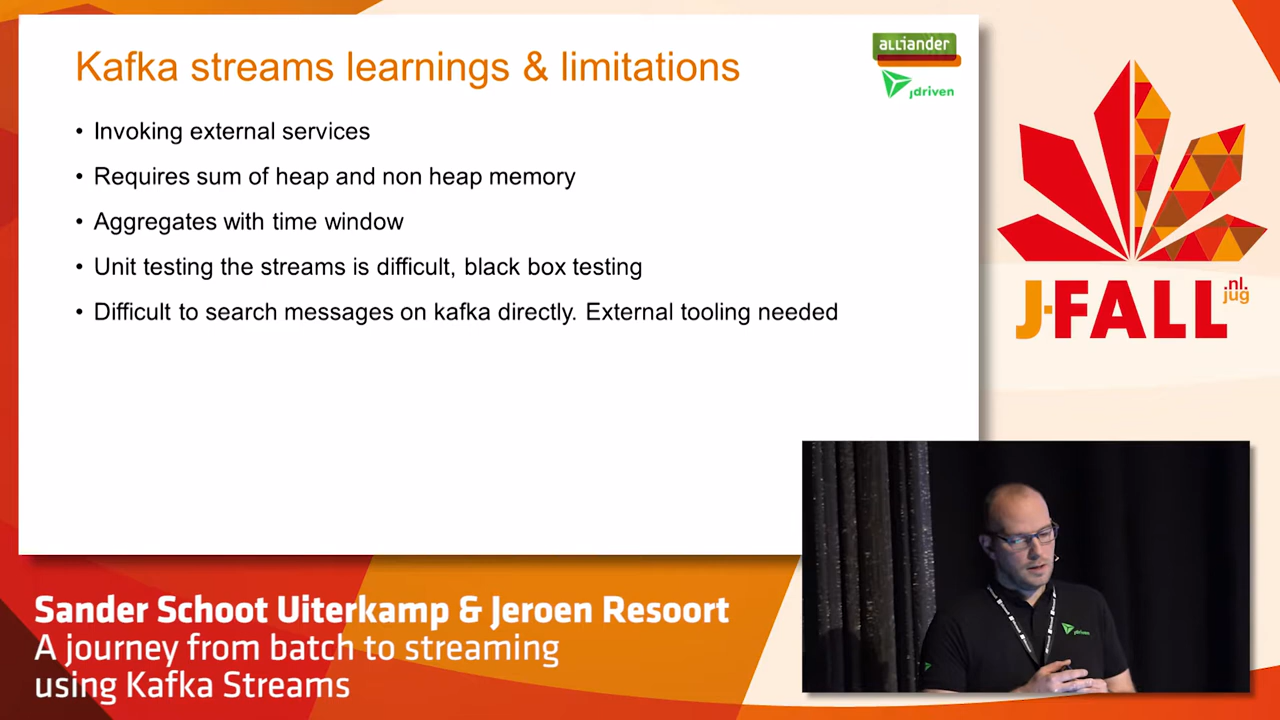 Kafka streams learnings & limitations
alliander
jdriven
• Invoking external services
• Requires sum of heap and non heap memory
• Aggregates with time window
• Unit testing the streams is difficult, black box testing
• Difficult to search messages on kafka directly. External tooling needed
J-FALL
.nl.
jug
jdriven
Sander Schoot Uiterkamp & Jeroen Resoort
A journey from batch to streaming
using Kafka Streams